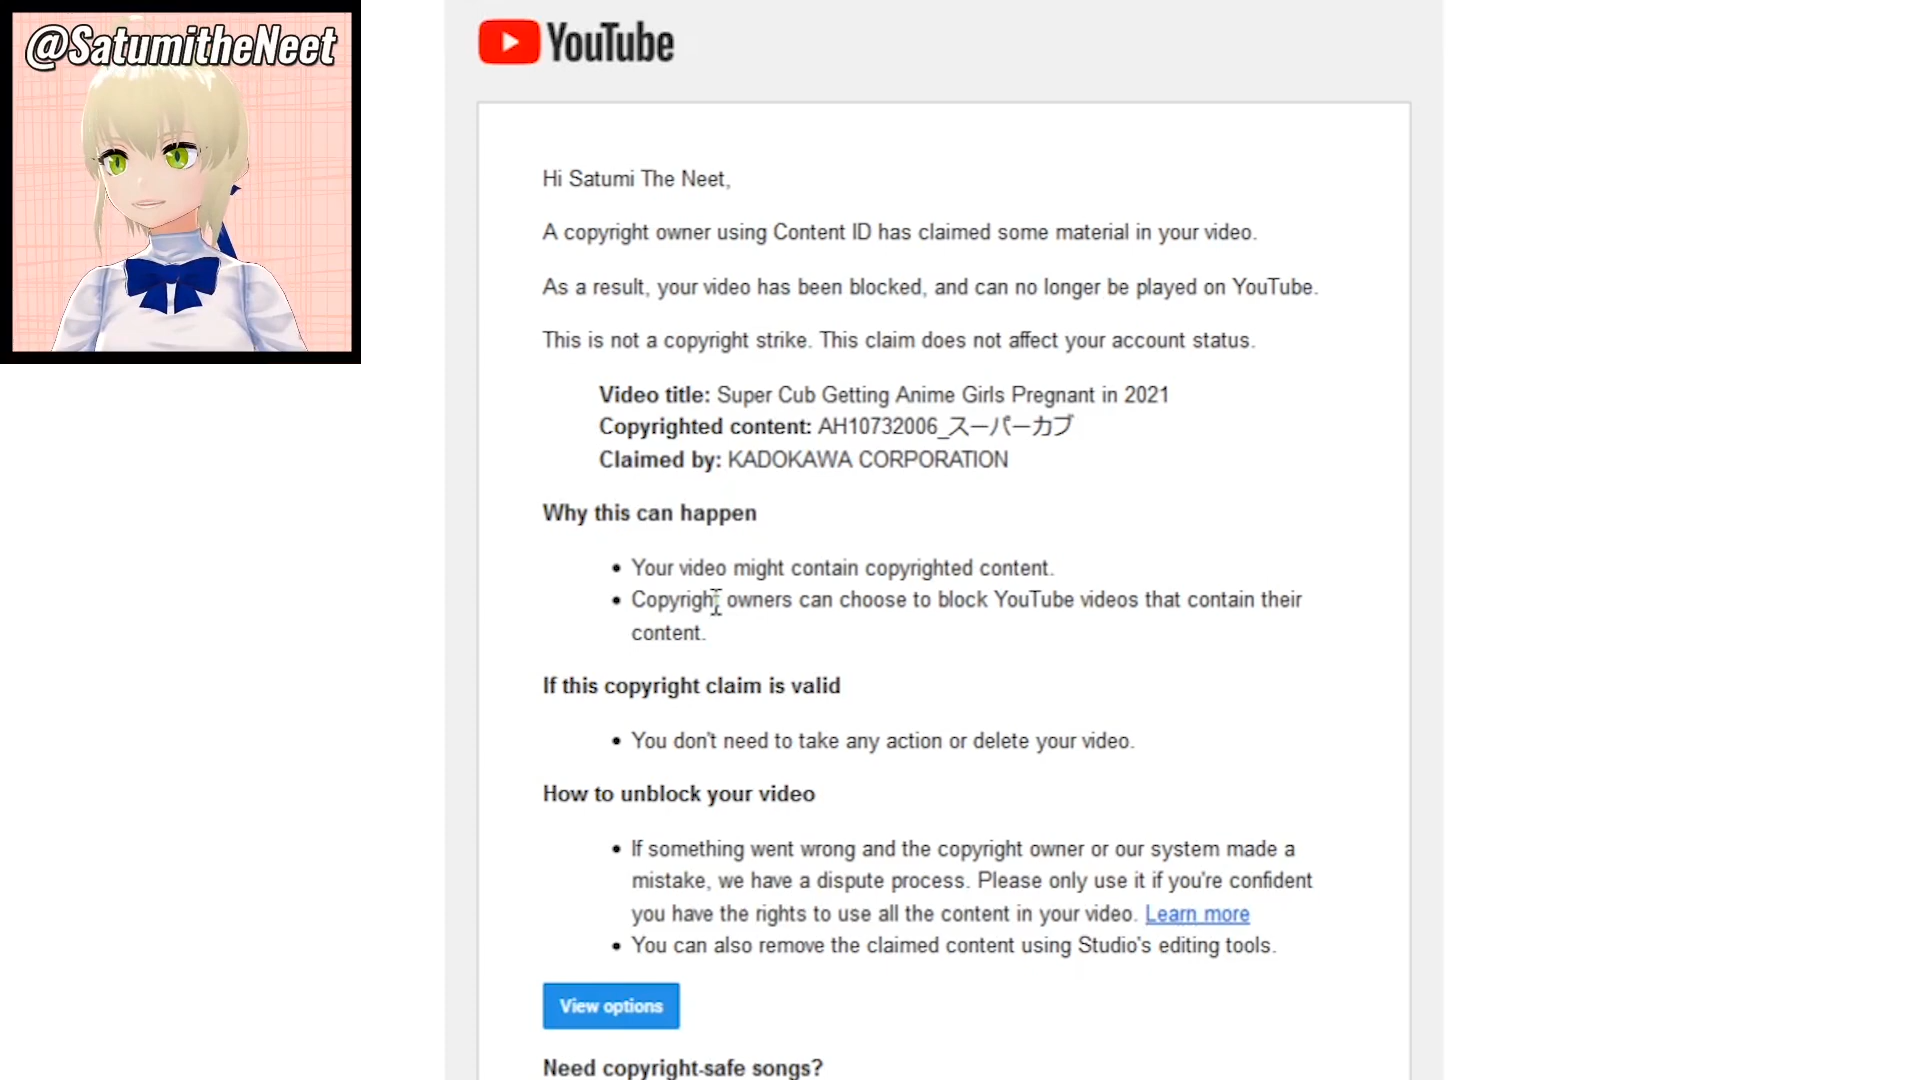 @SatumitheNeet
YouTube
Hi Satumi The Neet,
A copyright owner using Content ID has claimed some material in your video.
As a result, your video has been blocked, and can no longer be played on YouTube.
This is not a copyright strike. This claim does not affect your account status.
Video title: Super Cub Getting Anime Girls Pregnant in 2021
Copyrighted content: AH10732006_スーパーカブ
Claimed by: KADOKAWA CORPORATION
Why this can happen
• Your video might contain copyrighted content.
• Copyright owners can choose to block YouTube videos that contain their
content.
If this copyright claim is valid
• You don't need to take any action or delete your video.
How to unblock your video
• If something went wrong and the copyright owner or our system made a
mistake, we have a dispute process. Please only use it if you're confident
you have the rights to use all the content in your video. Learn more
• You can also remove the claimed content using Studio's editing tools.
View options
Need copyright-safe songs?